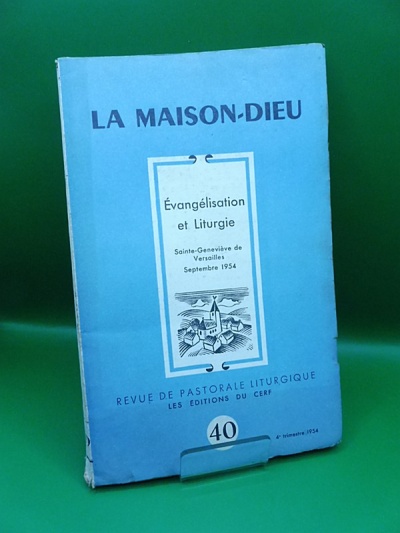 LA MAISON-DIEU
Évangélisation
et Liturgie
Sainte-Geneviève de
Versailles
Septembre 1954
REVUE DE PASTORALE LITURGIQUE
LES ÉDITIONS DU CERF
40
4e trimestre 1954